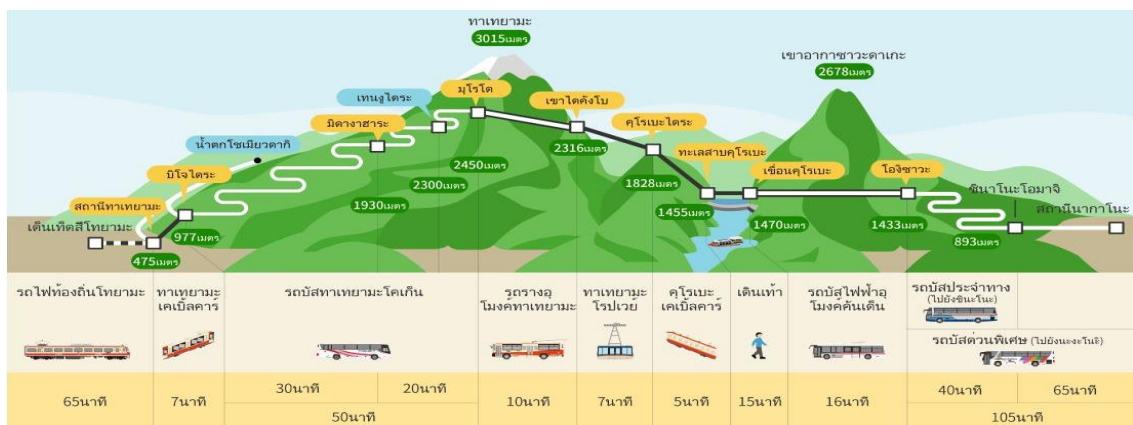 ทาเทยามะ
3015เมตร
เขาอากาซาวะดาเกะ
2678เมตร
เทนงูไดระ
มุโรโด
เขาไดคังโบ
มิดางาฮาระ
คุโรเบะไดระ
น้ำตกโชเมียวดากิ
2450เมตร
2316เมตร
ทะเลสาบคุโรเบะ
เขื่อนคุโรเบะ
โองิซาวะ
บิโจไดระ
2300เมตร
1828เมตร
ชินาโนะโอมาจิ
สถานีทาเทยามะ
1930เมตร
1455เมตร
1470เมตร
1433เมตร
สถานีนากาโนะ
เด็นเท็ตสึโทยามะ
977เมตร
893เมตร
475เมตร
รถไฟท้องถิ่นโทยามะ
ทาเทยามะ
เคเบิ้ลคาร์
รถบัสทาเทยามะโคเก็น
รถรางอุ
โมงค์ทาเทยามะ
ทาเทยามะ
โรปเวย์
คุโรเบะ
เคเบิ้ลคาร์
เดินเท้า
รถบัสไฟฟ้าอุ
โมงค์คันเด็น
รถบัสประจำทาง
(ไปยังชินะโนะ)
รถบัสด่วนพิเศษ (ไปยังนะงะโนะ)
65นาที
7นาที
30นาที
20นาที
50นาที
10นาที
7นาที
5นาที
15นาที
16นาที
40นาที
65นาที
105นาที